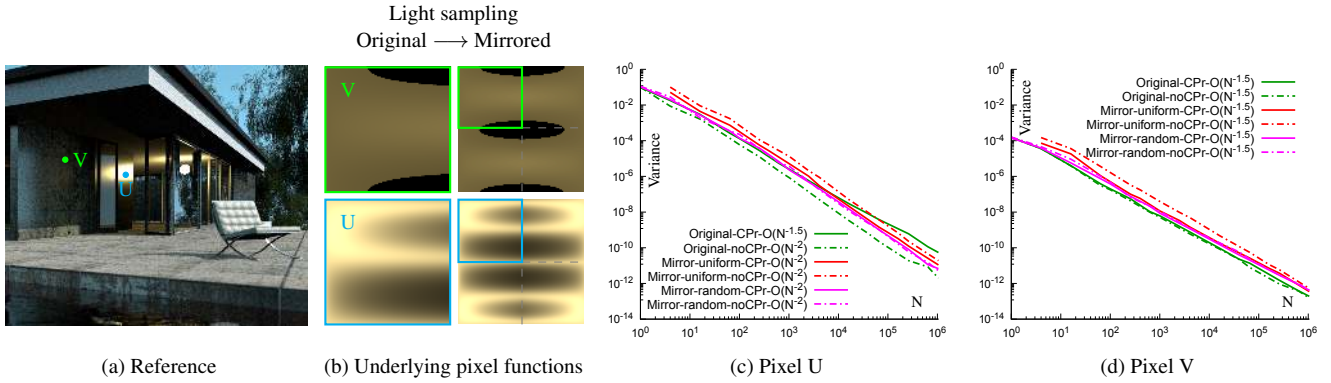 Light sampling
Original ⟶ Mirrored
V
U
V
U
(a) Reference
(b) Underlying pixel functions
10^0
10^-2
10^-4
10^-6
10^-8
10^-10
10^-12
10^-14
Variance
Original-CPr-O(N^-1.5)
Original-noCPr-O(N^-2)
Mirror-uniform-CPr-O(N^-2)
Mirror-uniform-noCPr-O(N^-2)
Mirror-random-CPr-O(N^-2)
Mirror-random-noCPr-O(N^-2)
N
10^0 10^1 10^2 10^3 10^4 10^5 10^6
(c) Pixel U
10^0
10^-2
10^-4
10^-6
10^-8
10^-10
10^-12
10^-14
Variance
Original-CPr-O(N^-1.5)
Original-noCPr-O(N^-1.5)
Mirror-uniform-CPr-O(N^-1.5)
Mirror-uniform-noCPr-O(N^-1.5)
Mirror-random-CPr-O(N^-1.5)
Mirror-random-noCPr-O(N^-1.5)
N
10^0 10^1 10^2 10^3 10^4 10^5 10^6
(d) Pixel V